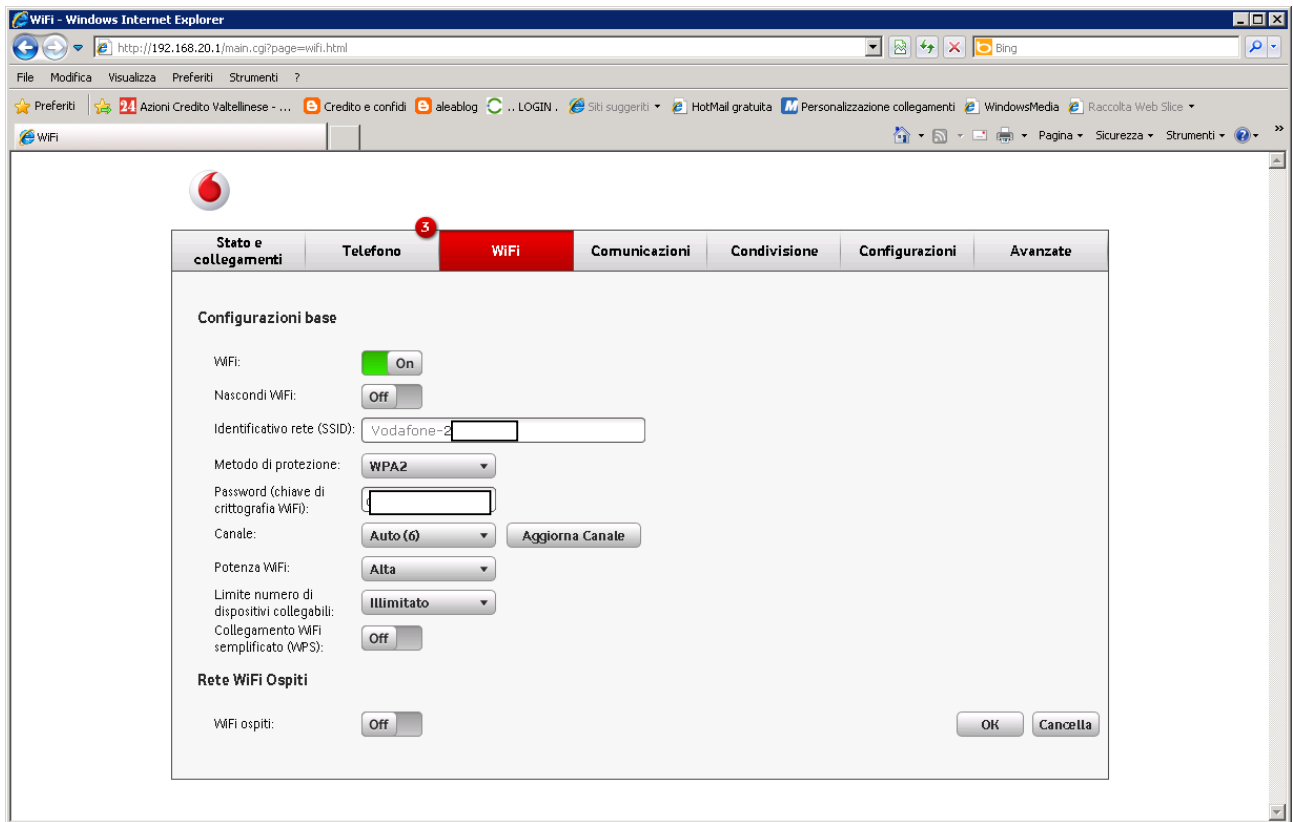 WiFi - Windows Internet Explorer
http://192.168.20.1/main.cgi?page=wifi.html
Bing
File Modifica Visualizza Preferiti Strumenti ?
Preferiti 24 Azioni Credito Valtellinese - ... Credito e confidi aleablog .. LOGIN . Siti suggeriti HotMail gratuita M Personalizzazione collegamenti WindowsMedia Raccolta Web Slice
WiFi Pagina Sicurezza Strumenti ? »
3
Stato e collegamenti Telefono WiFi Comunicazioni Condivisione Configurazioni Avanzate
Configurazioni base
WiFi: On
Nascondi WiFi: Off
Identificativo rete (SSID): Vodafone-2
Metodo di protezione: WPA2
Password (chiave di
crittografia WiFi):
Canale: Auto (6) Aggiorna Canale
Potenza WiFi: Alta
Limite numero di
dispositivi collegabili: Illimitato
Collegamento WiFi
semplificato (WPS): Off
Rete WiFi Ospiti
WiFi ospiti: Off
OK Cancella